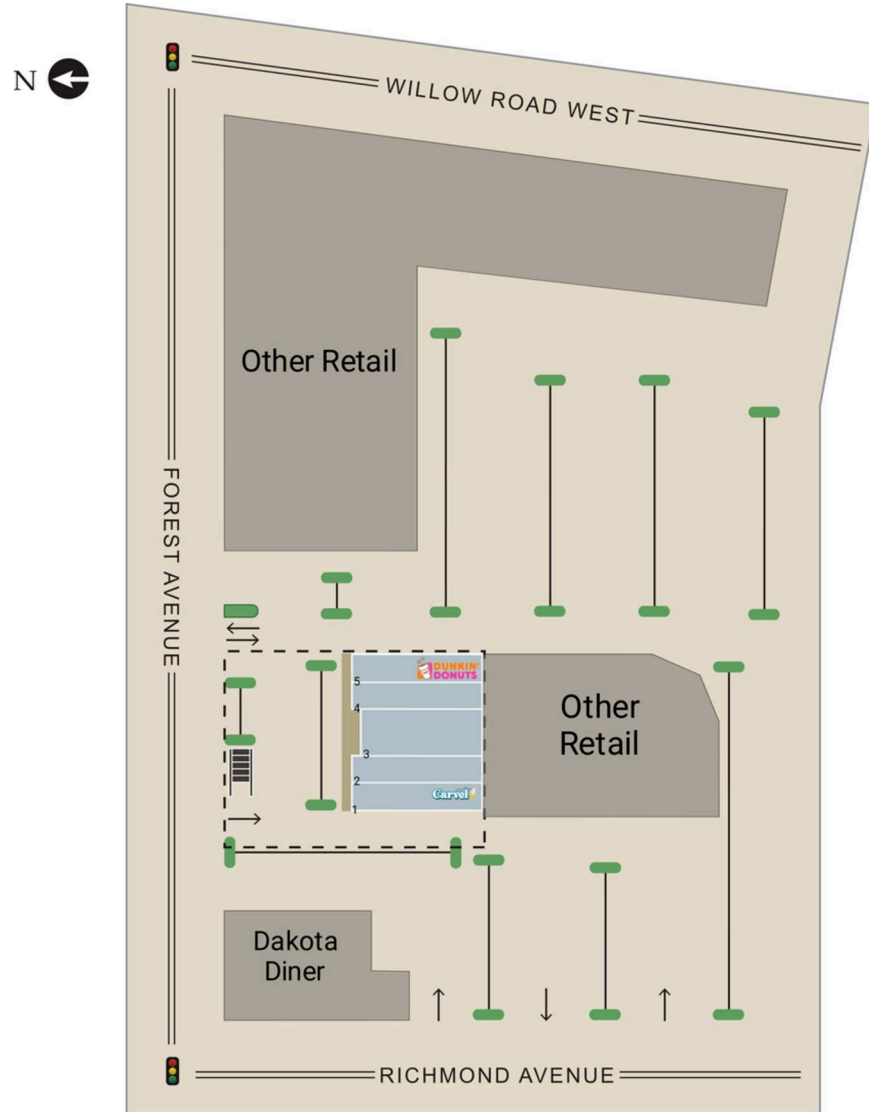 N
WILLOW ROAD WEST
Other Retail
FOREST AVENUE
DUNKIN'
DONUTS
5
4
3
2
1
Carvel
Other
Retail
Dakota
Diner
RICHMOND AVENUE